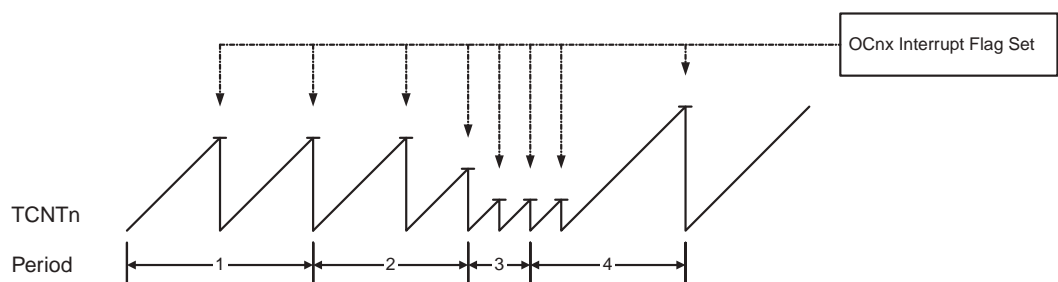 OCnx Interrupt Flag Set
TCNTn
Period
1
2
3
4